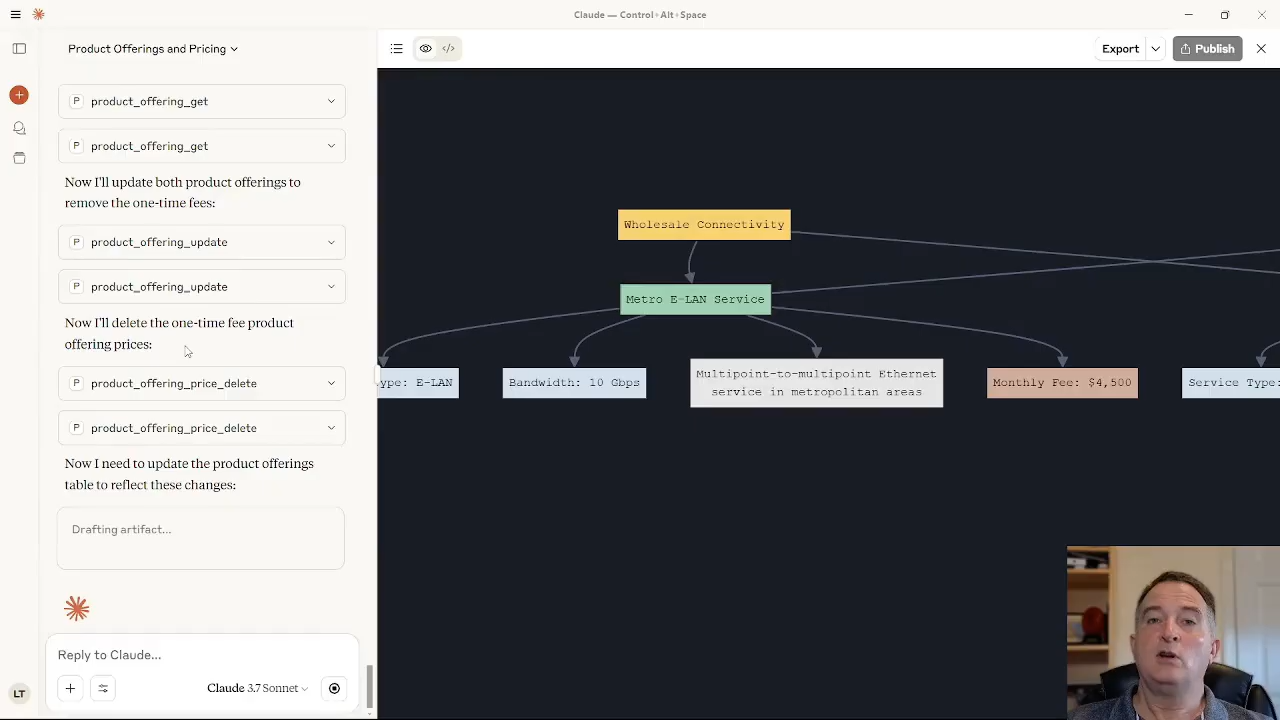 Claude — Control+Alt+Space
Product Offerings and Pricing
Export
Publish
P product_offering_get
P product_offering_get
Now I'll update both product offerings to
remove the one-time fees:
P product_offering_update
P product_offering_update
Now I'll delete the one-time fee product
offering prices:
P product_offering_price_delete
P product_offering_price_delete
Now I need to update the product offerings
table to reflect these changes:
Drafting artifact...
Reply to Claude...
Claude 3.7 Sonnet
LT
Wholesale Connectivity
Metro E-LAN Service
ype: E-LAN
Bandwidth: 10 Gbps
Multipoint-to-multipoint Ethernet
service in metropolitan areas
Monthly Fee: $4,500
Service Type: